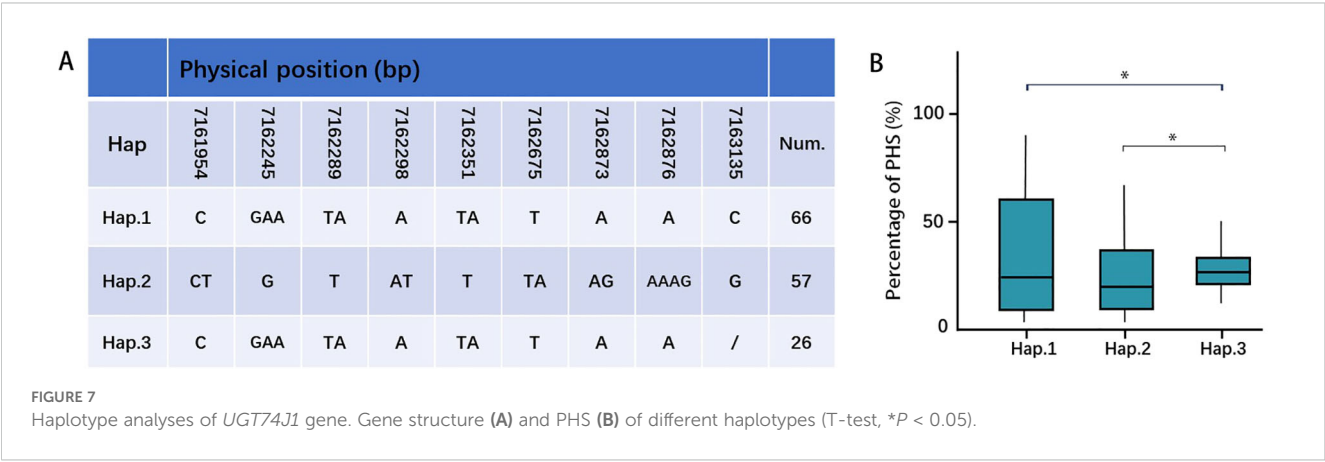 A
Physical position (bp)
Hap 7161954 7162245 7162289 7162298 7162351 7162675 7162873 7162876 7163135 Num.
Hap.1 C GAA TA A TA T A A C 66
Hap.2 CT G T AT T TA AG AAAG G 57
Hap.3 C GAA TA A TA T A A / 26
B
Percentage of PHS (%)
100
50
0
*
*
Hap.1 Hap.2 Hap.3
FIGURE 7
Haplotype analyses of UGT74J1 gene. Gene structure (A) and PHS (B) of different haplotypes (T-test, *P < 0.05).